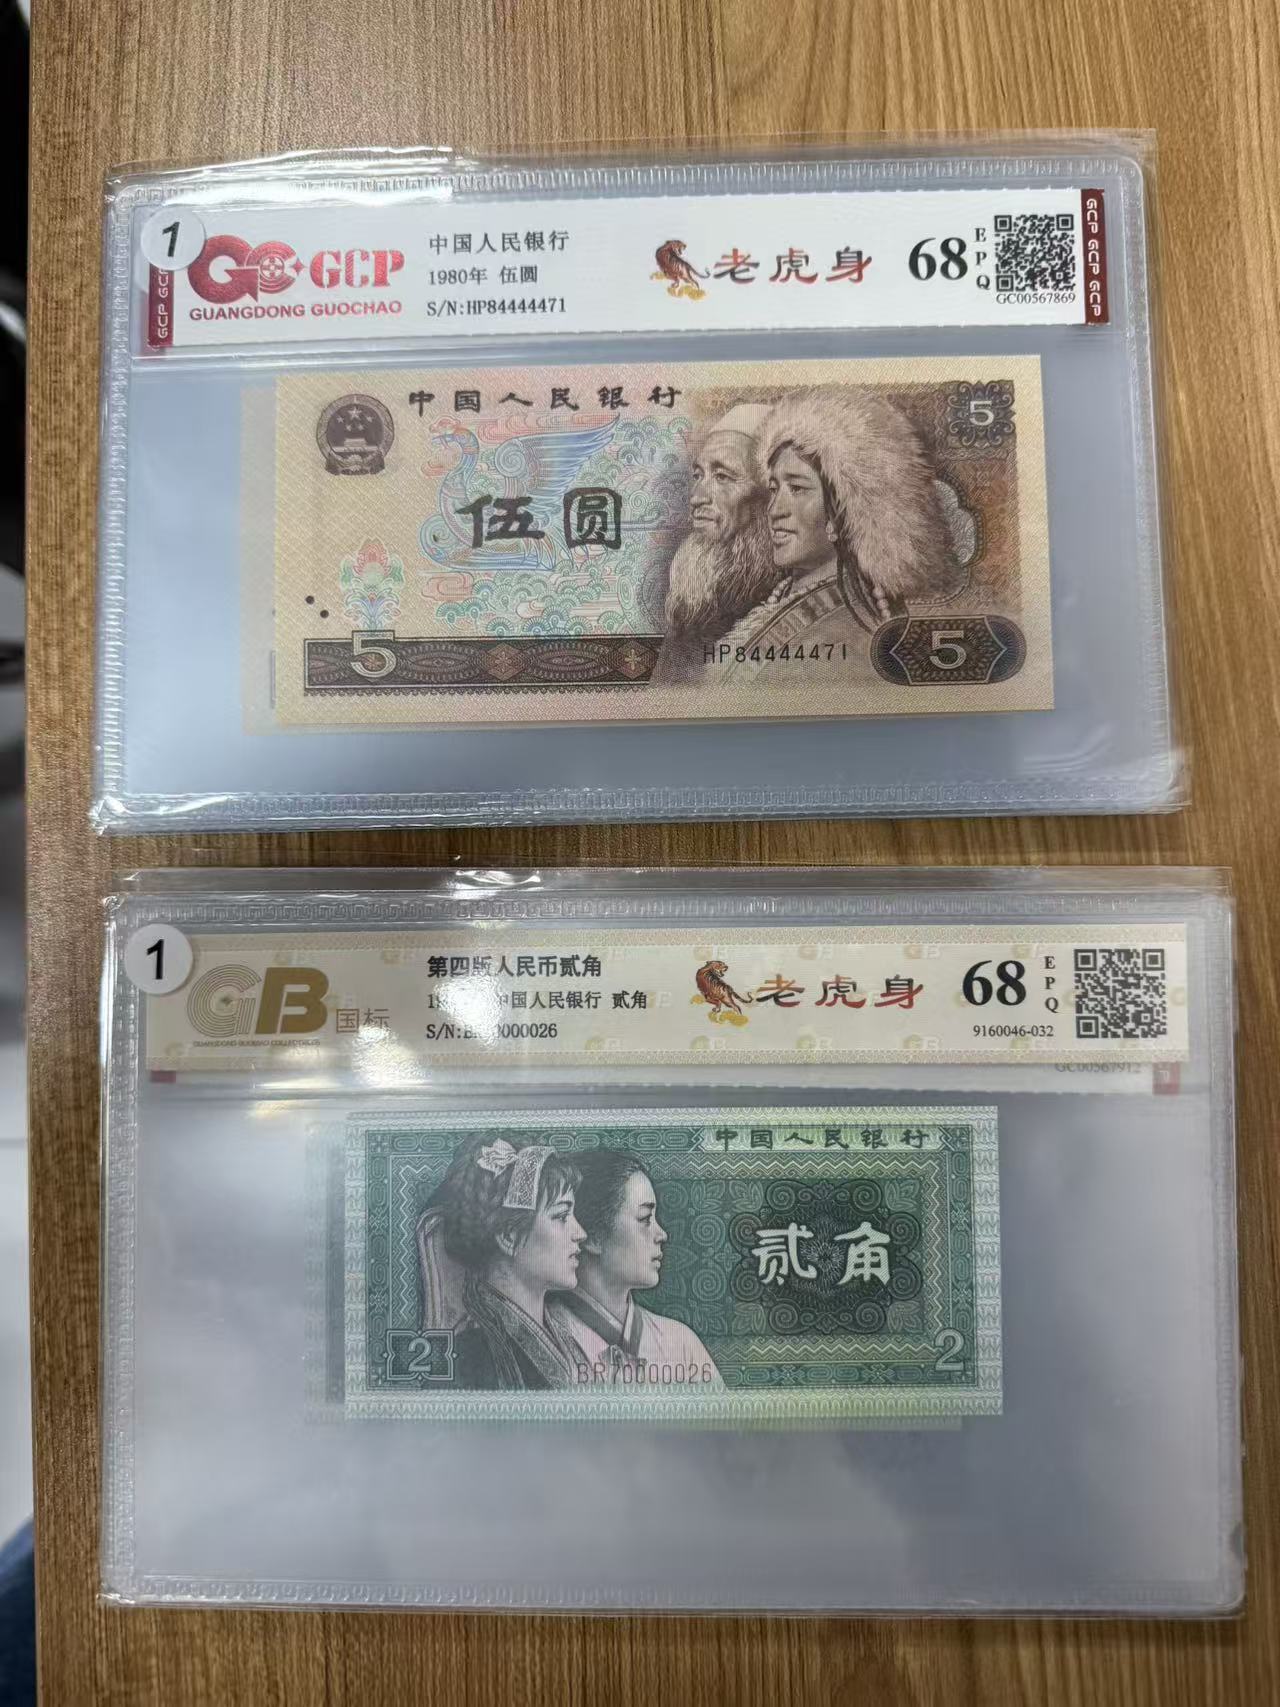 1
GCP
GUANGDONG GUOCHAO
中国人民银行
1980年 伍圆
S/N:HP84444471
老虎身
68
EPQ
GC00567869
GCP GCP GCP
中国人民银行
5
伍圆
5
HP84444471
5
1
GB
国标
第四版人民币贰角
中国人民银行 贰角
S/N:
0000026
老虎身
68
EPQ
9160046-032
GC00567912
中国人民银行
贰角
2
BR70000026
2